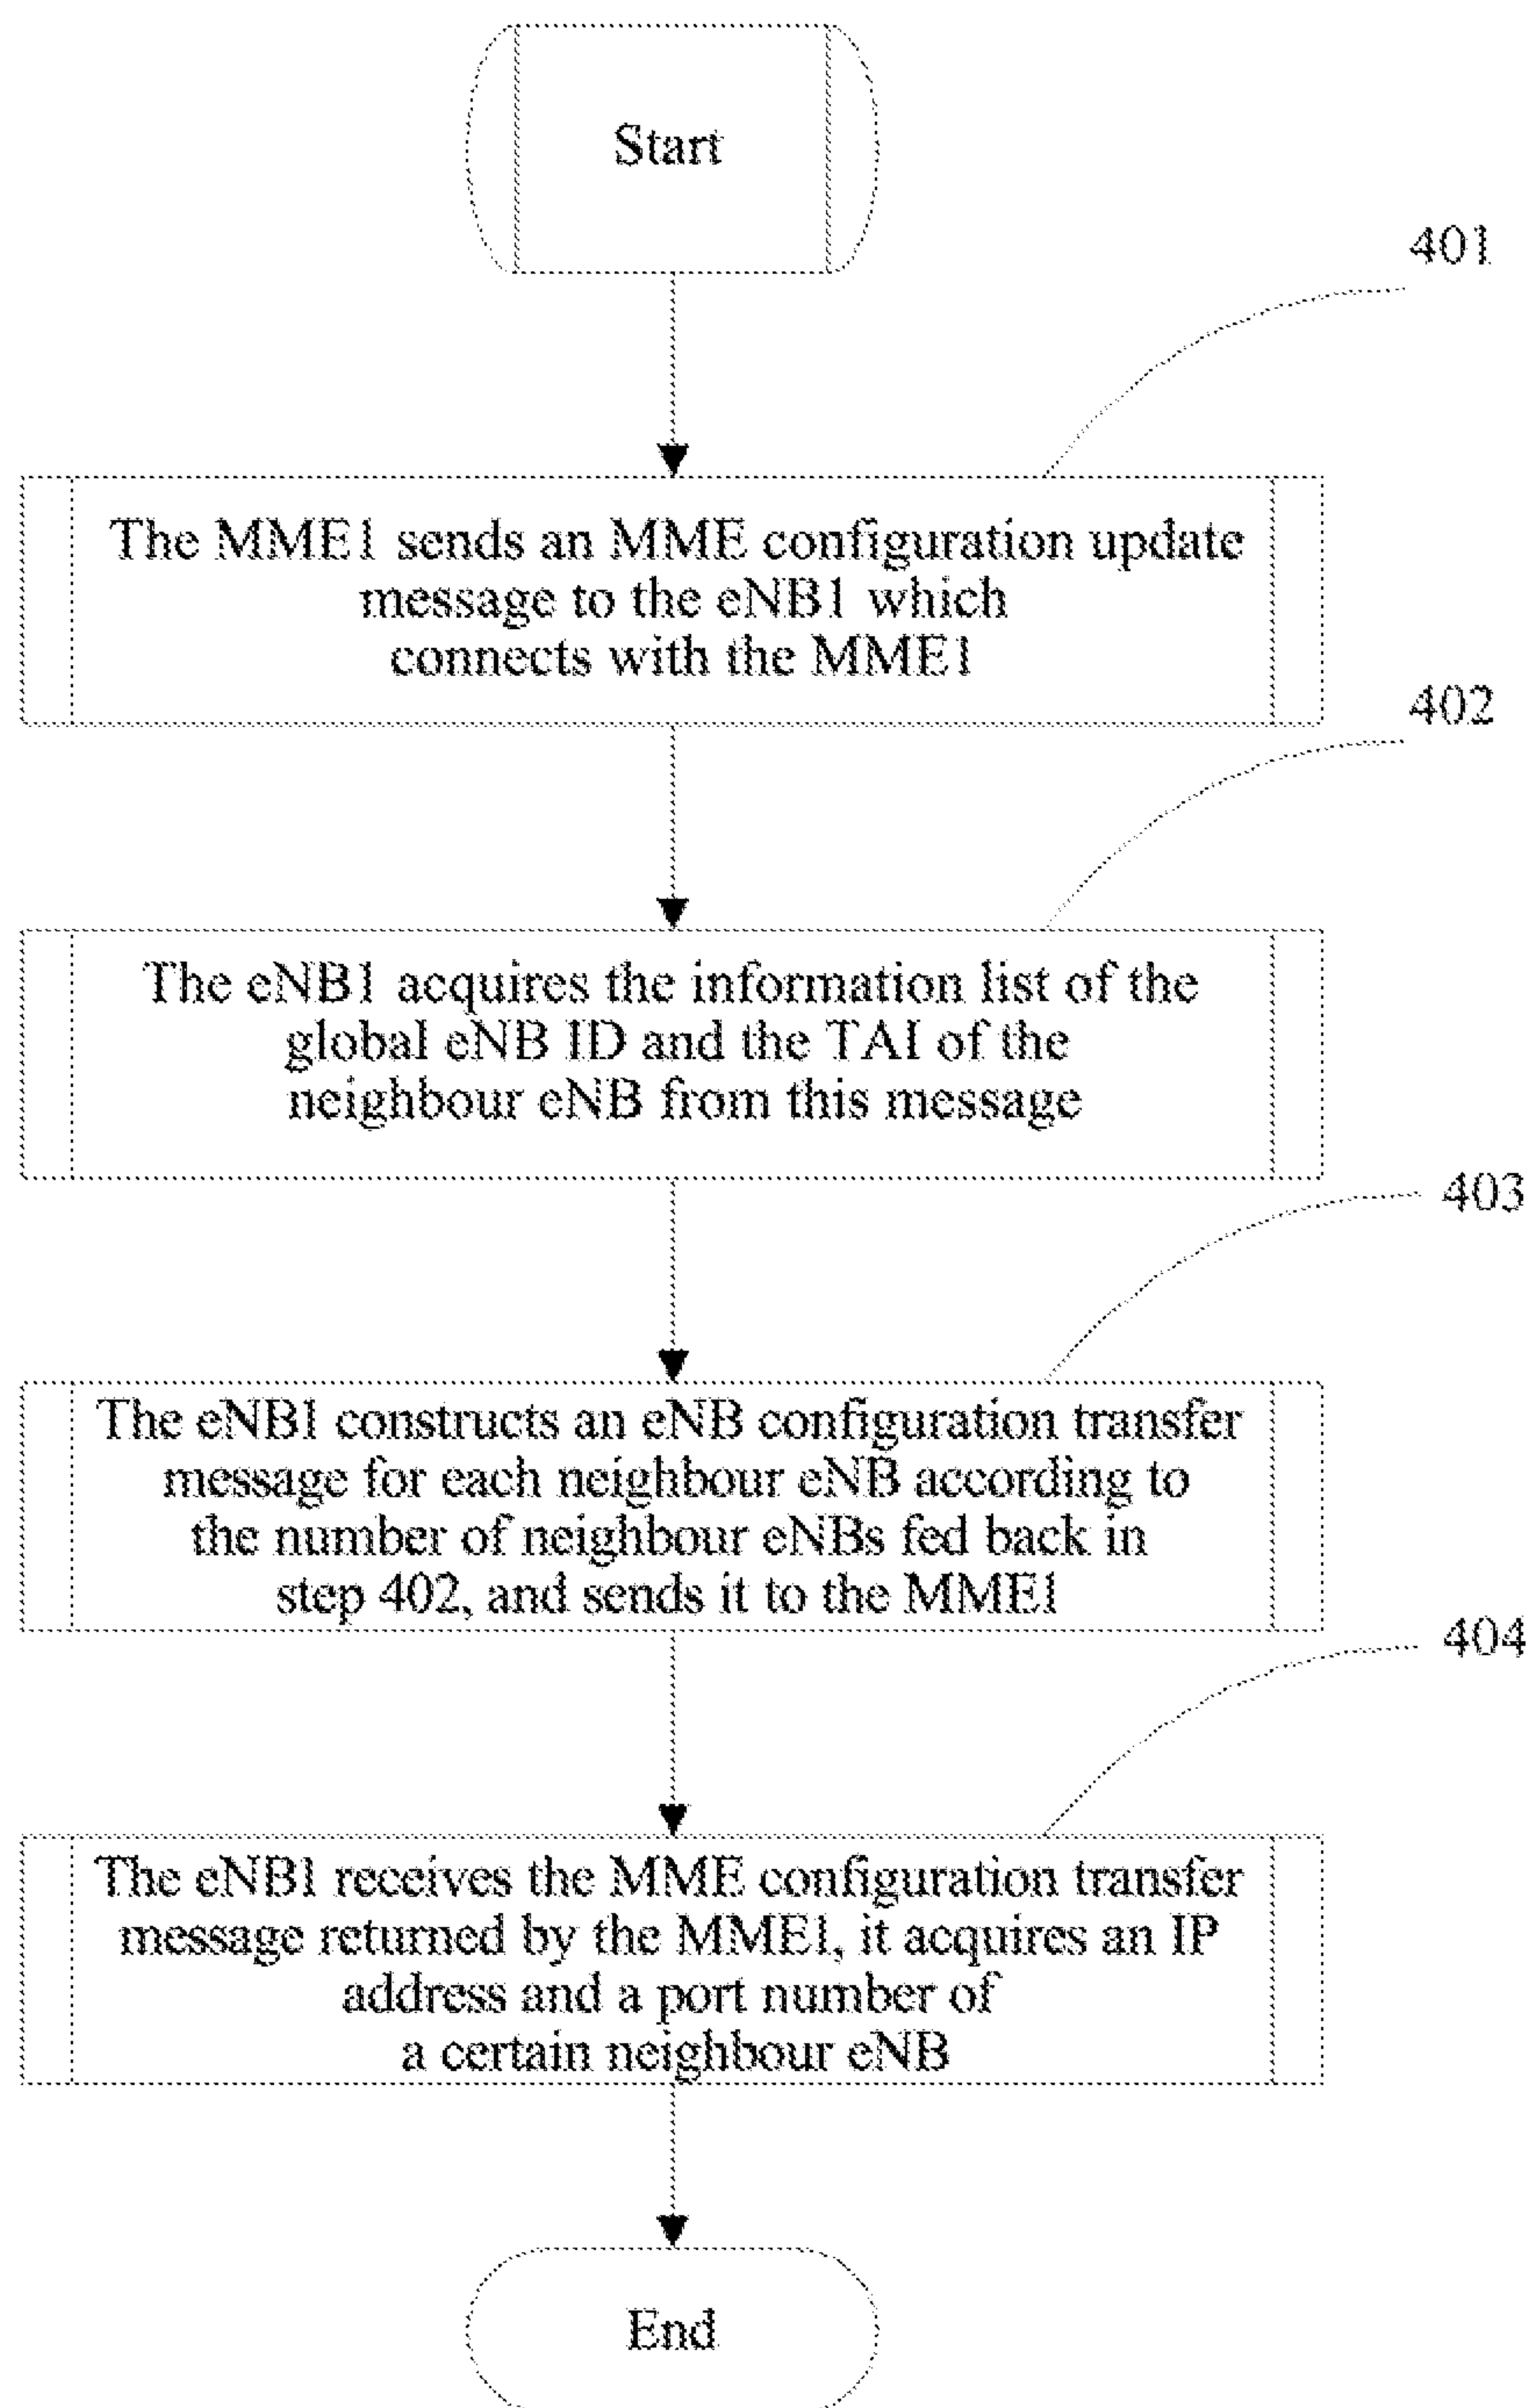 Start
401
The MME1 sends an MME configuration update
message to the eNB1 which
connects with the MME1
402
The eNB1 acquires the information list of the
global eNB ID and the TAI of the
neighbour eNB from this message
403
The eNB1 constructs an eNB configuration transfer
message for each neighbour eNB according to
the number of neighbour eNBs fed back in
step 402, and sends it to the MME1
404
The eNB1 receives the MME configuration transfer
message returned by the MME1, it acquires an IP
address and a port number of
a certain neighbour eNB
End